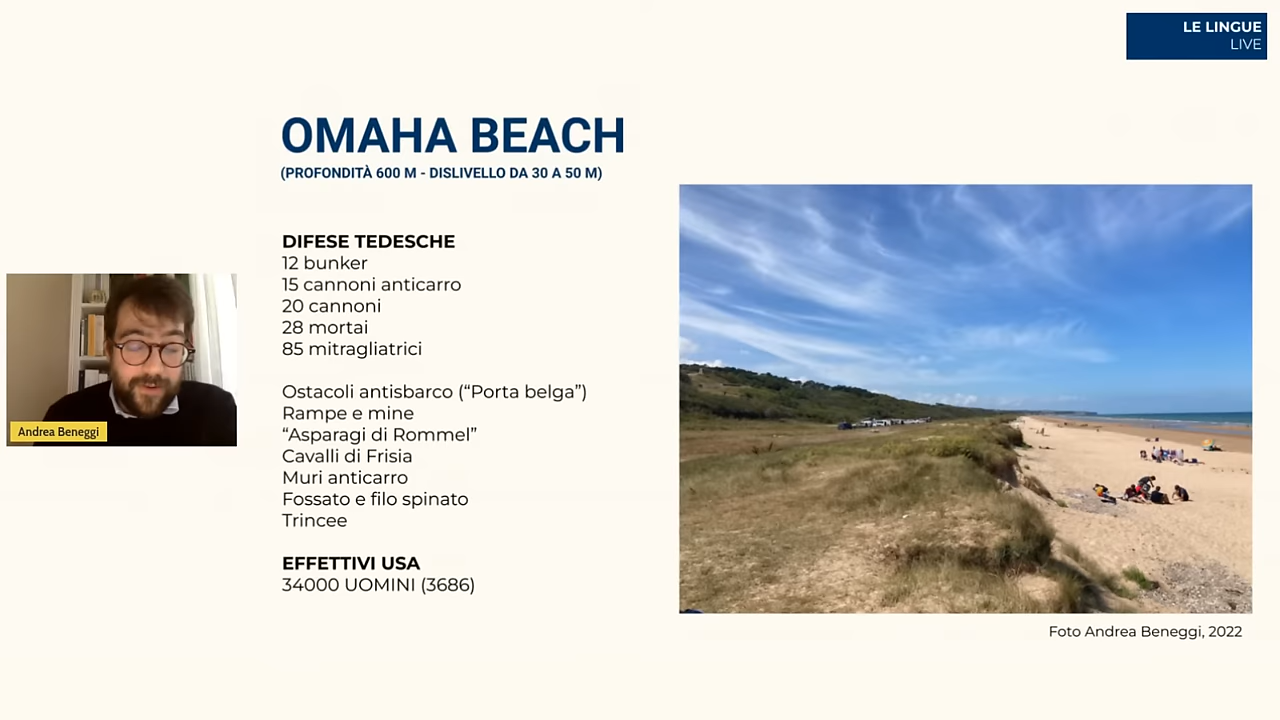 LE LINGUE
LIVE
OMAHA BEACH
(PROFONDITÀ 600 M - DISLIVELLO DA 30 A 50 M)
DIFESE TEDESCHE
12 bunker
15 cannoni anticarro
20 cannoni
28 mortai
85 mitragliatrici
Ostacoli antisbarco (“Porta belga”)
Rampe e mine
“Asparagi di Rommel”
Cavalli di Frisia
Muri anticarro
Fossato e filo spinato
Trincee
EFFETTIVI USA
34000 UOMINI (3686)
Andrea Beneggi
Foto Andrea Beneggi, 2022